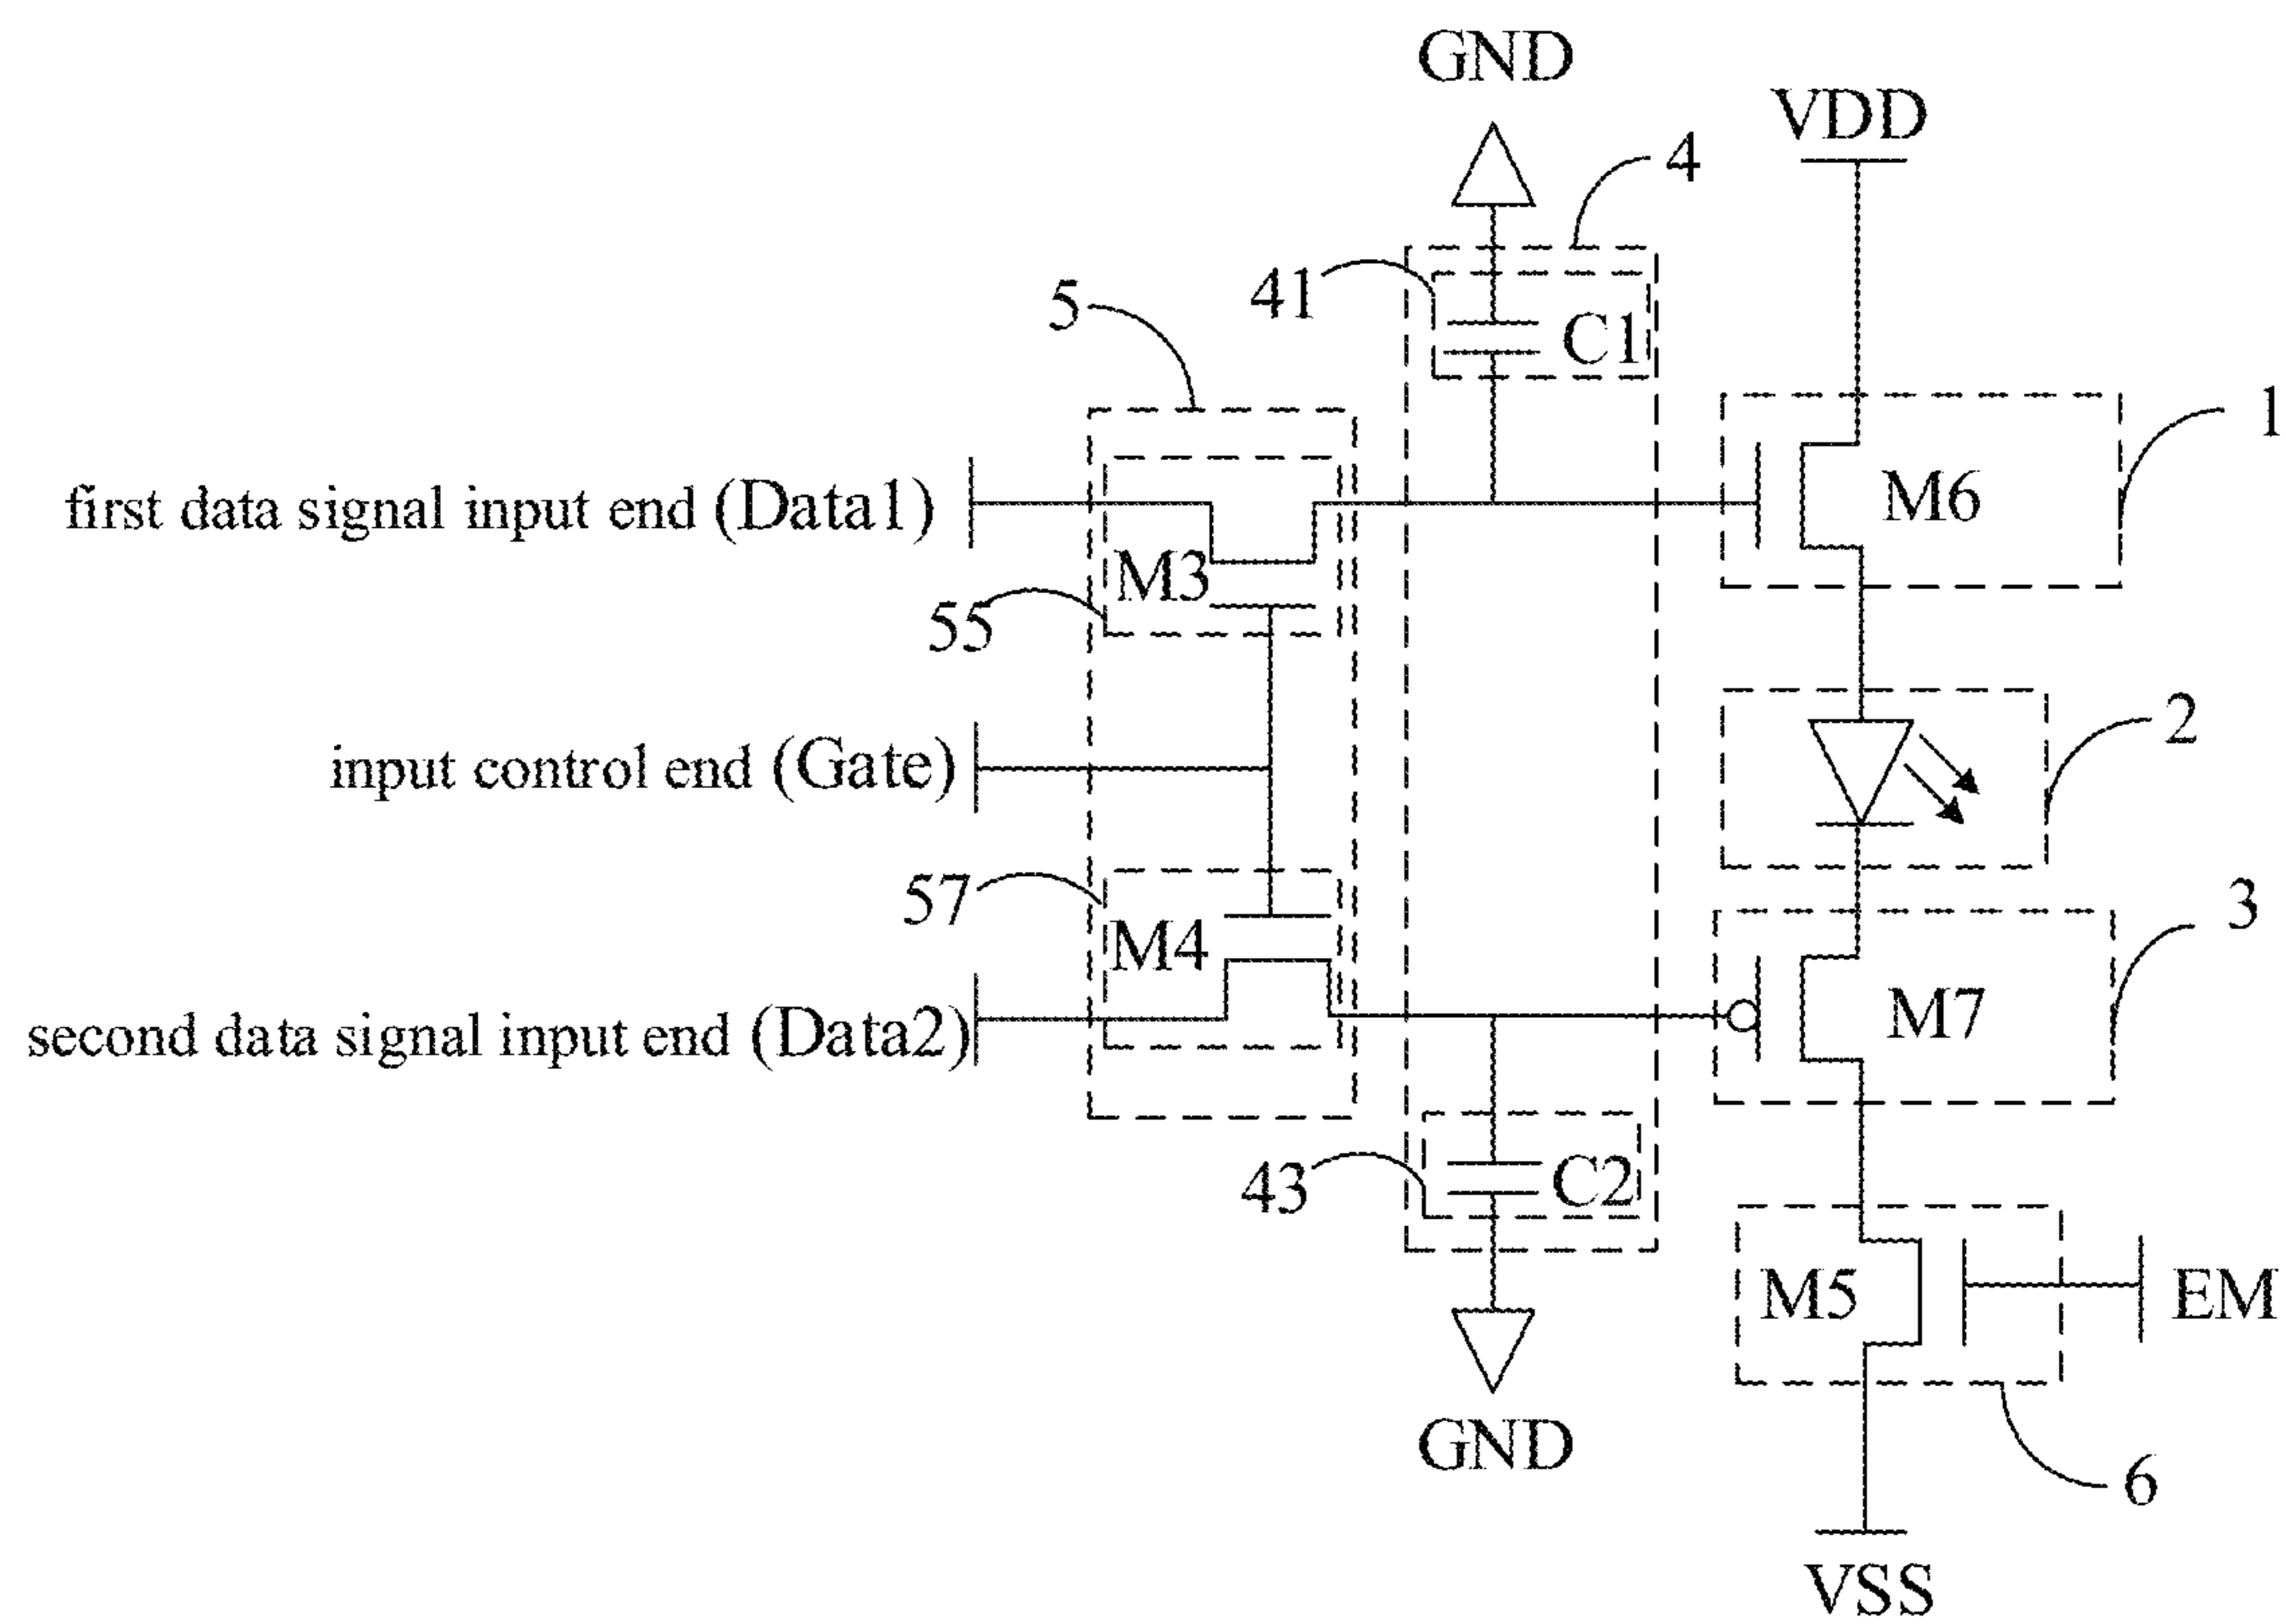 GND
VDD
4
41
C1
5
1
first data signal input end (Data1)
M6
M3
55
2
input control end (Gate)
57
3
M4
M7
second data signal input end (Data2)
43
C2
M5
EM
GND
6
VSS